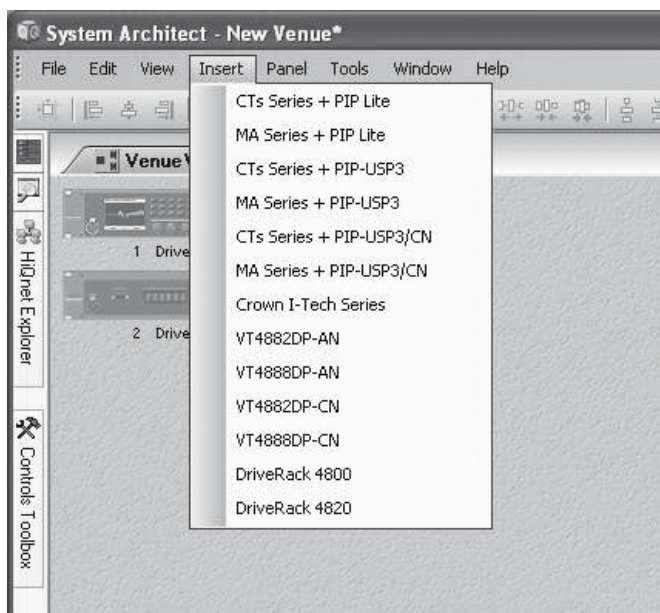 System Architect - New Venue*
File Edit View Insert Panel Tools Window Help
CTs Series + PIP Lite
MA Series + PIP Lite
CTs Series + PIP-USP3
MA Series + PIP-USP3
CTs Series + PIP-USP3/CN
MA Series + PIP-USP3/CN
Crown I-Tech Series
VT4882DP-AN
VT4888DP-AN
VT4882DP-CN
VT4888DP-CN
DriveRack 4800
DriveRack 4820
Venue
1 Drive
2 Drive
HiQnet Explorer
Controls Toolbox